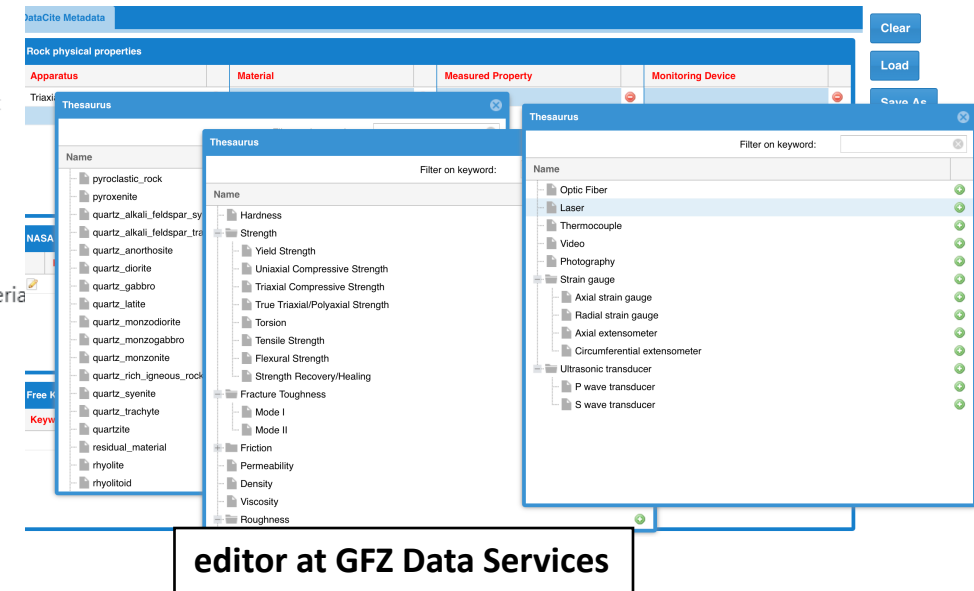 DataCite Metadata
Clear
Load
Save As
Rock physical properties
Apparatus Material Measured Property Monitoring Device
Thesaurus
Name
pyroclastic_rock
pyroxenite
quartz_alkali_feldspar_sy
quartz_alkali_feldspar_tra
quartz_anorthosite
quartz_diorite
quartz_gabbro
quartz_latite
quartz_monzodiorite
quartz_monzogabbro
quartz_monzonite
quartz_rich_igneous_rock
quartz_syenite
quartz_trachyte
quartzite
residual_material
rhyolite
rhyolitoid
Thesaurus
Filter on keyword:
Name
Hardness
Strength
Yield Strength
Uniaxial Compressive Strength
Triaxial Compressive Strength
True Triaxial/Polyaxial Strength
Torsion
Tensile Strength
Flexural Strength
Strength Recovery/Healing
Fracture Toughness
Mode I
Mode II
Friction
Permeability
Density
Viscosity
Roughness
Thesaurus
Filter on keyword:
Name
Optic Fiber
Laser
Thermocouple
Video
Photography
Strain gauge
Axial strain gauge
Radial strain gauge
Axial extensometer
Circumferential extensometer
Ultrasonic transducer
P wave transducer
S wave transducer
NASA
Free K
Keyw
eria
editor at GFZ Data Services